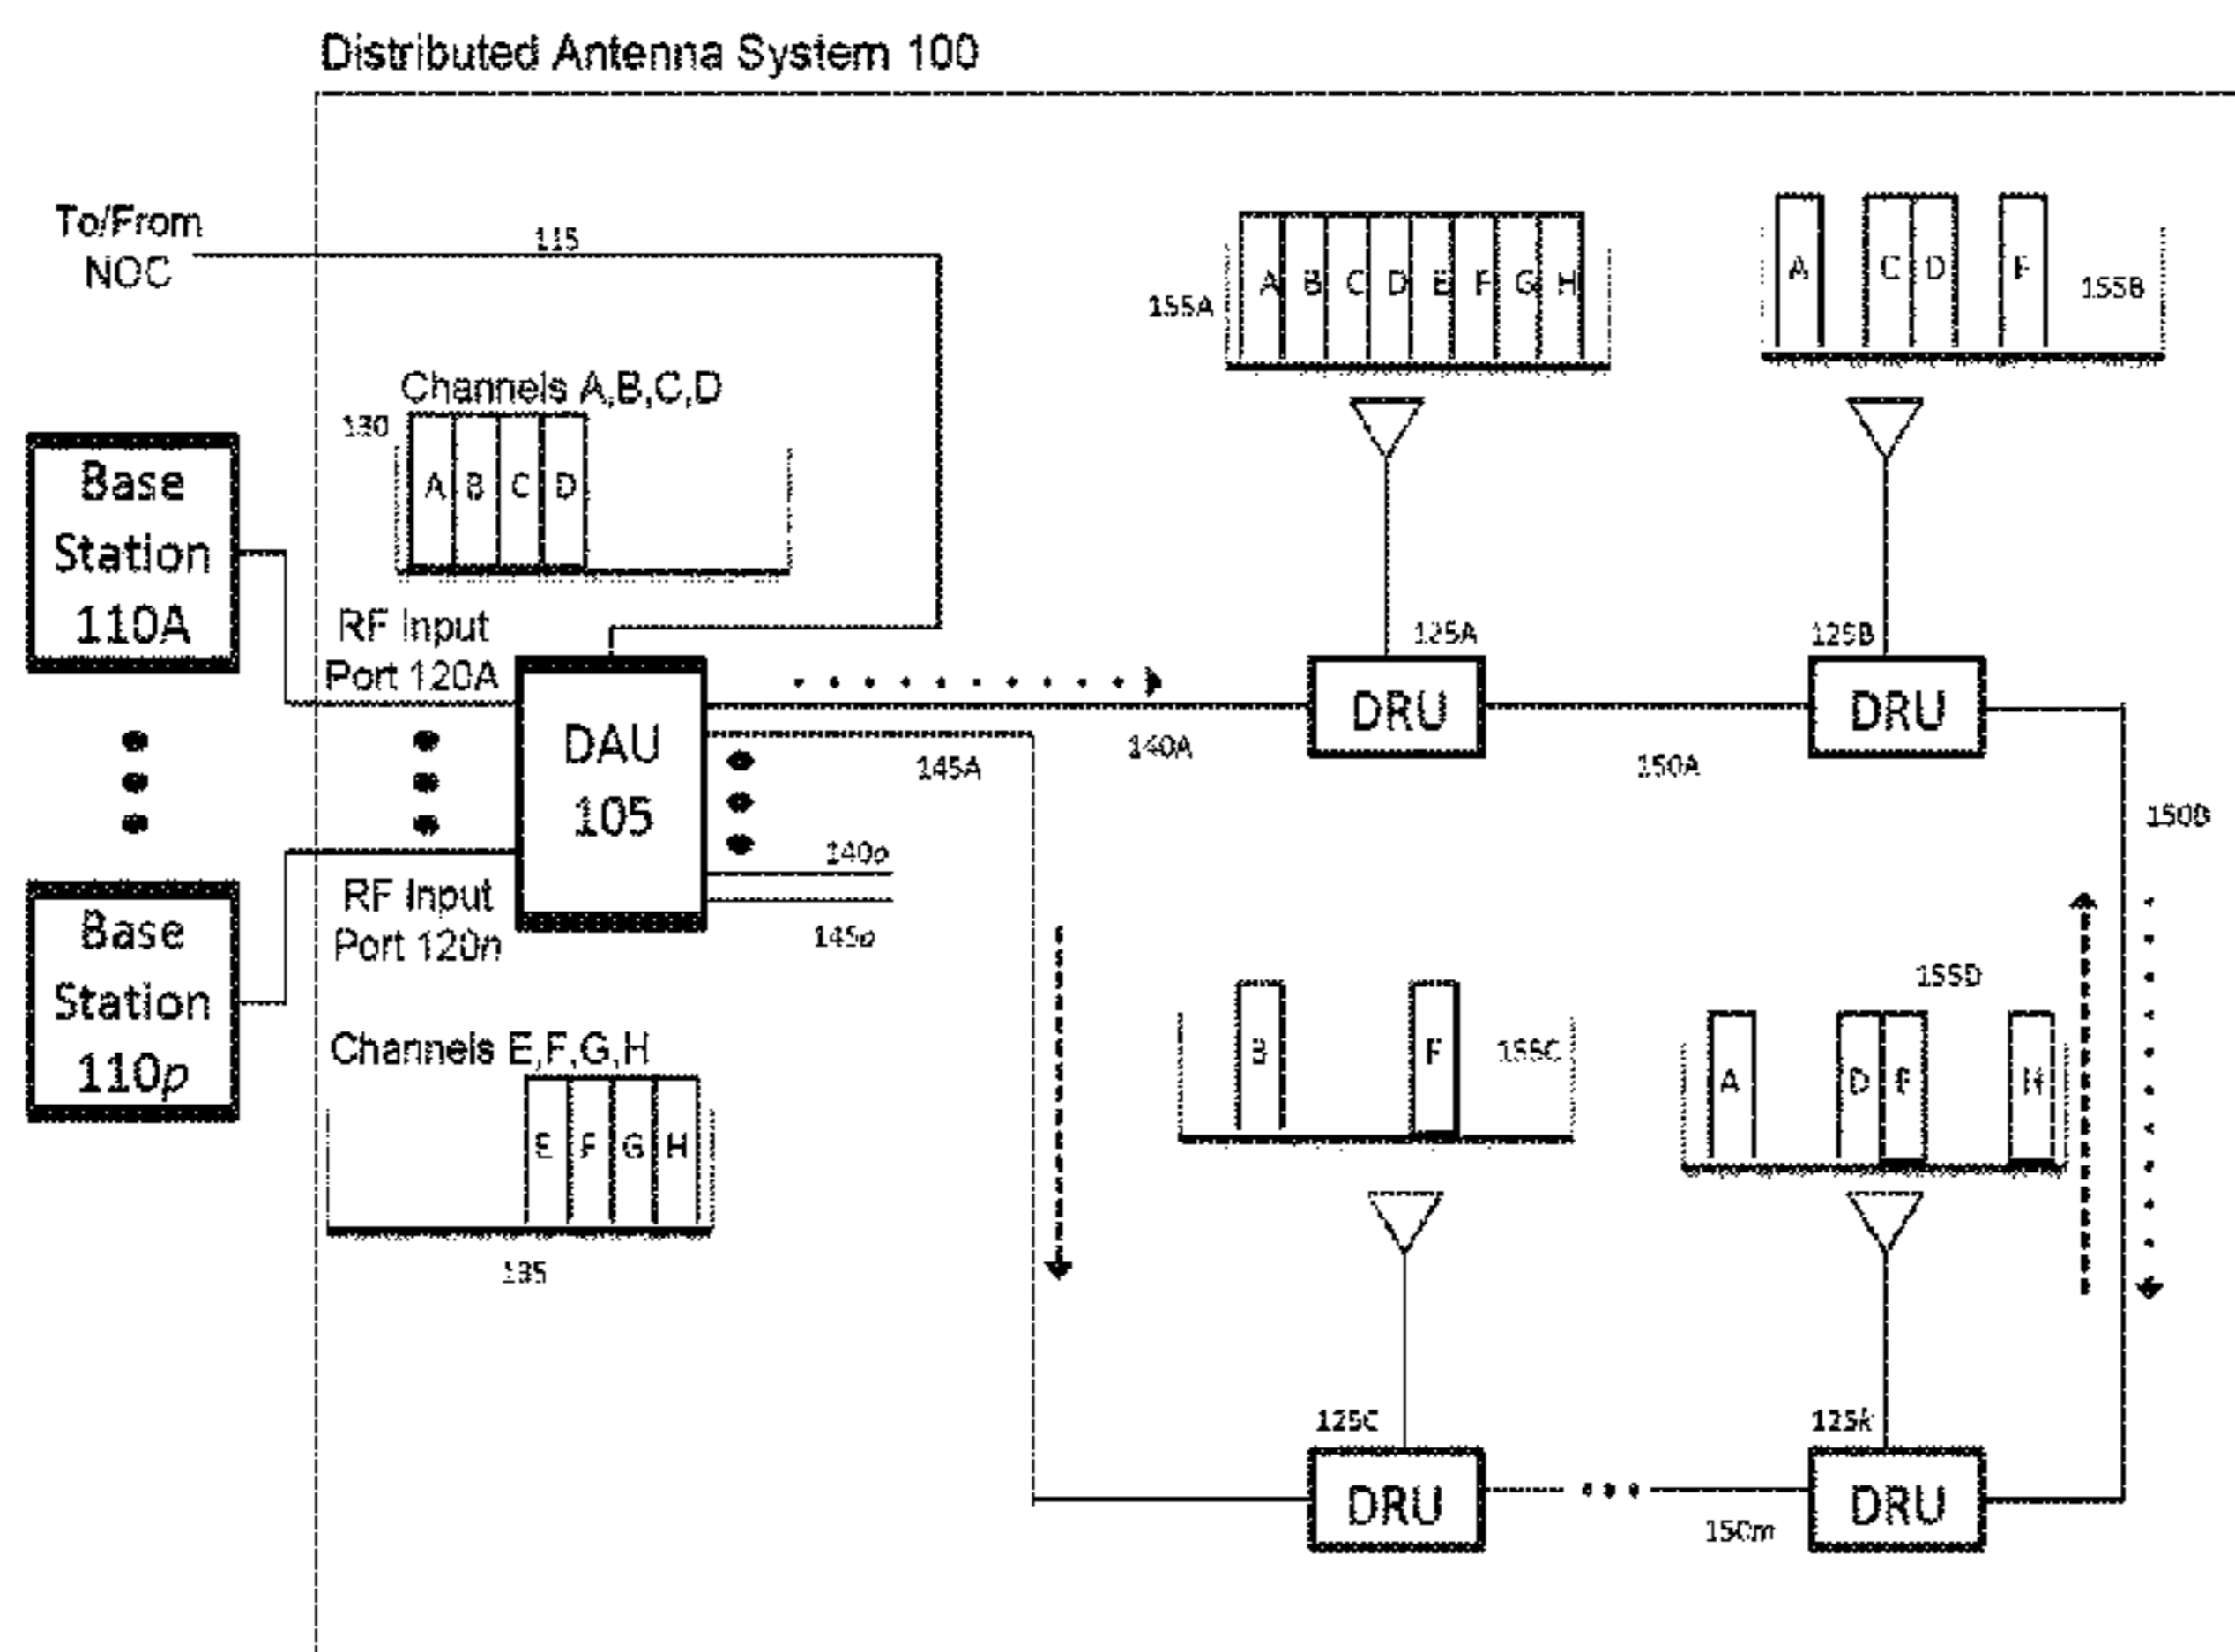 Distributed Antenna System 100
To/From
NOC
115
Channels A,B,C,D
130
A B C D
Base
Station
110A
RF Input
Port 120A
DAU
105
RF Input
Port 120n
Base
Station
110p
Channels E,F,G,H
E F G H
135
145A
140A
140o
145o
155A
A B C D E F G H
A C D F
155B
125A
DRU
125B
DRU
150A
150B
B F
155C
155D
A D F H
125C
DRU
125k
DRU
150m